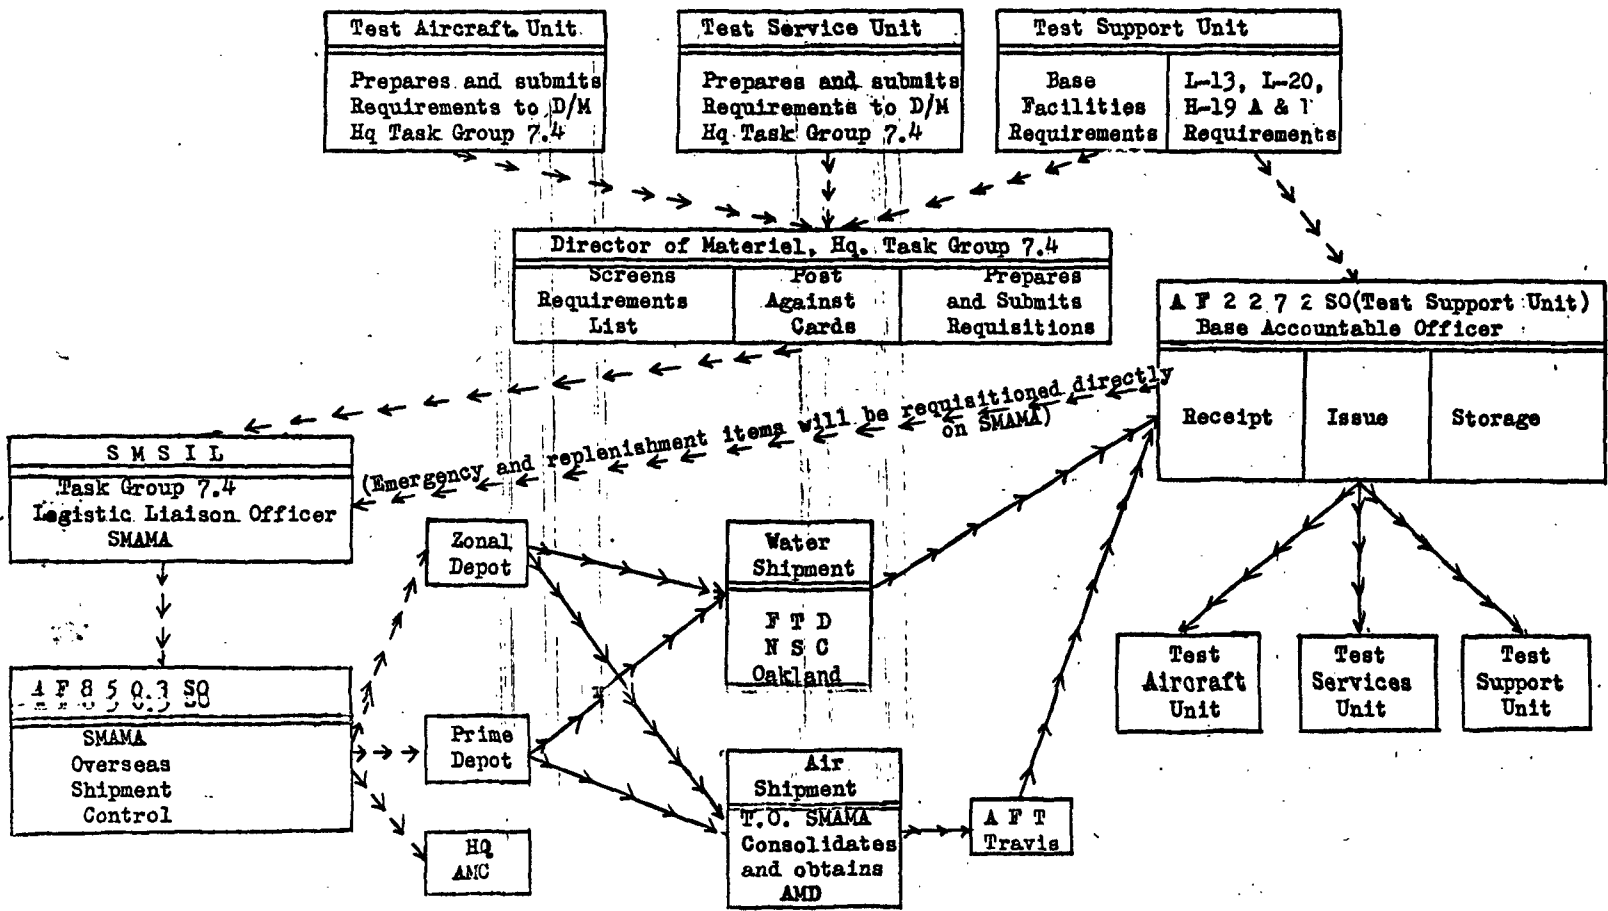 Test Aircraft Unit
Prepares and submits
Requirements to D/M
Hq Task Group 7.4
Test Service Unit
Prepares and submits
Requirements to D/M
Hq Task Group 7.4
Test Support Unit
Base
Facilities
Requirements
L-13, L-20,
H-19 A & 
Requirements
Director of Materiel, Hq. Task Group 7.4
Screens
Requirements
List
Post
Against
Cards
Prepares
and Submits
Requisitions
A F 2 2 7 2 SO(Test Support Unit)
Base Accountable Officer
Receipt
Issue
Storage
(Emergency and replenishment items will be requisitioned directly
on SMAMA)
S M S I L
Task Group 7.4
Logistic Liaison Officer
SMAMA
A F 8 5 0.3 SO
SMAMA
Overseas
Shipment
Control
Zonal
Depot
Prime
Depot
HQ
AMC
Water
Shipment
F T D
N S C
Oakland
Air
Shipment
T.O. SMAMA
Consolidates
and obtains
AMD
A F T
Travis
Test
Aircraft
Unit
Test
Services
Unit
Test
Support
Unit